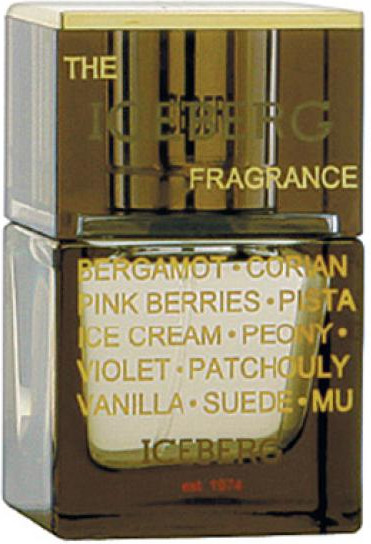 THE
ICEBERG
FRAGRANCE
BERGAMOT • CORIAN
PINK BERRIES • PISTA
ICE CREAM • PEONY •
VIOLET • PATCHOULY
VANILLA • SUEDE • MU
ICEBERG
est 1974